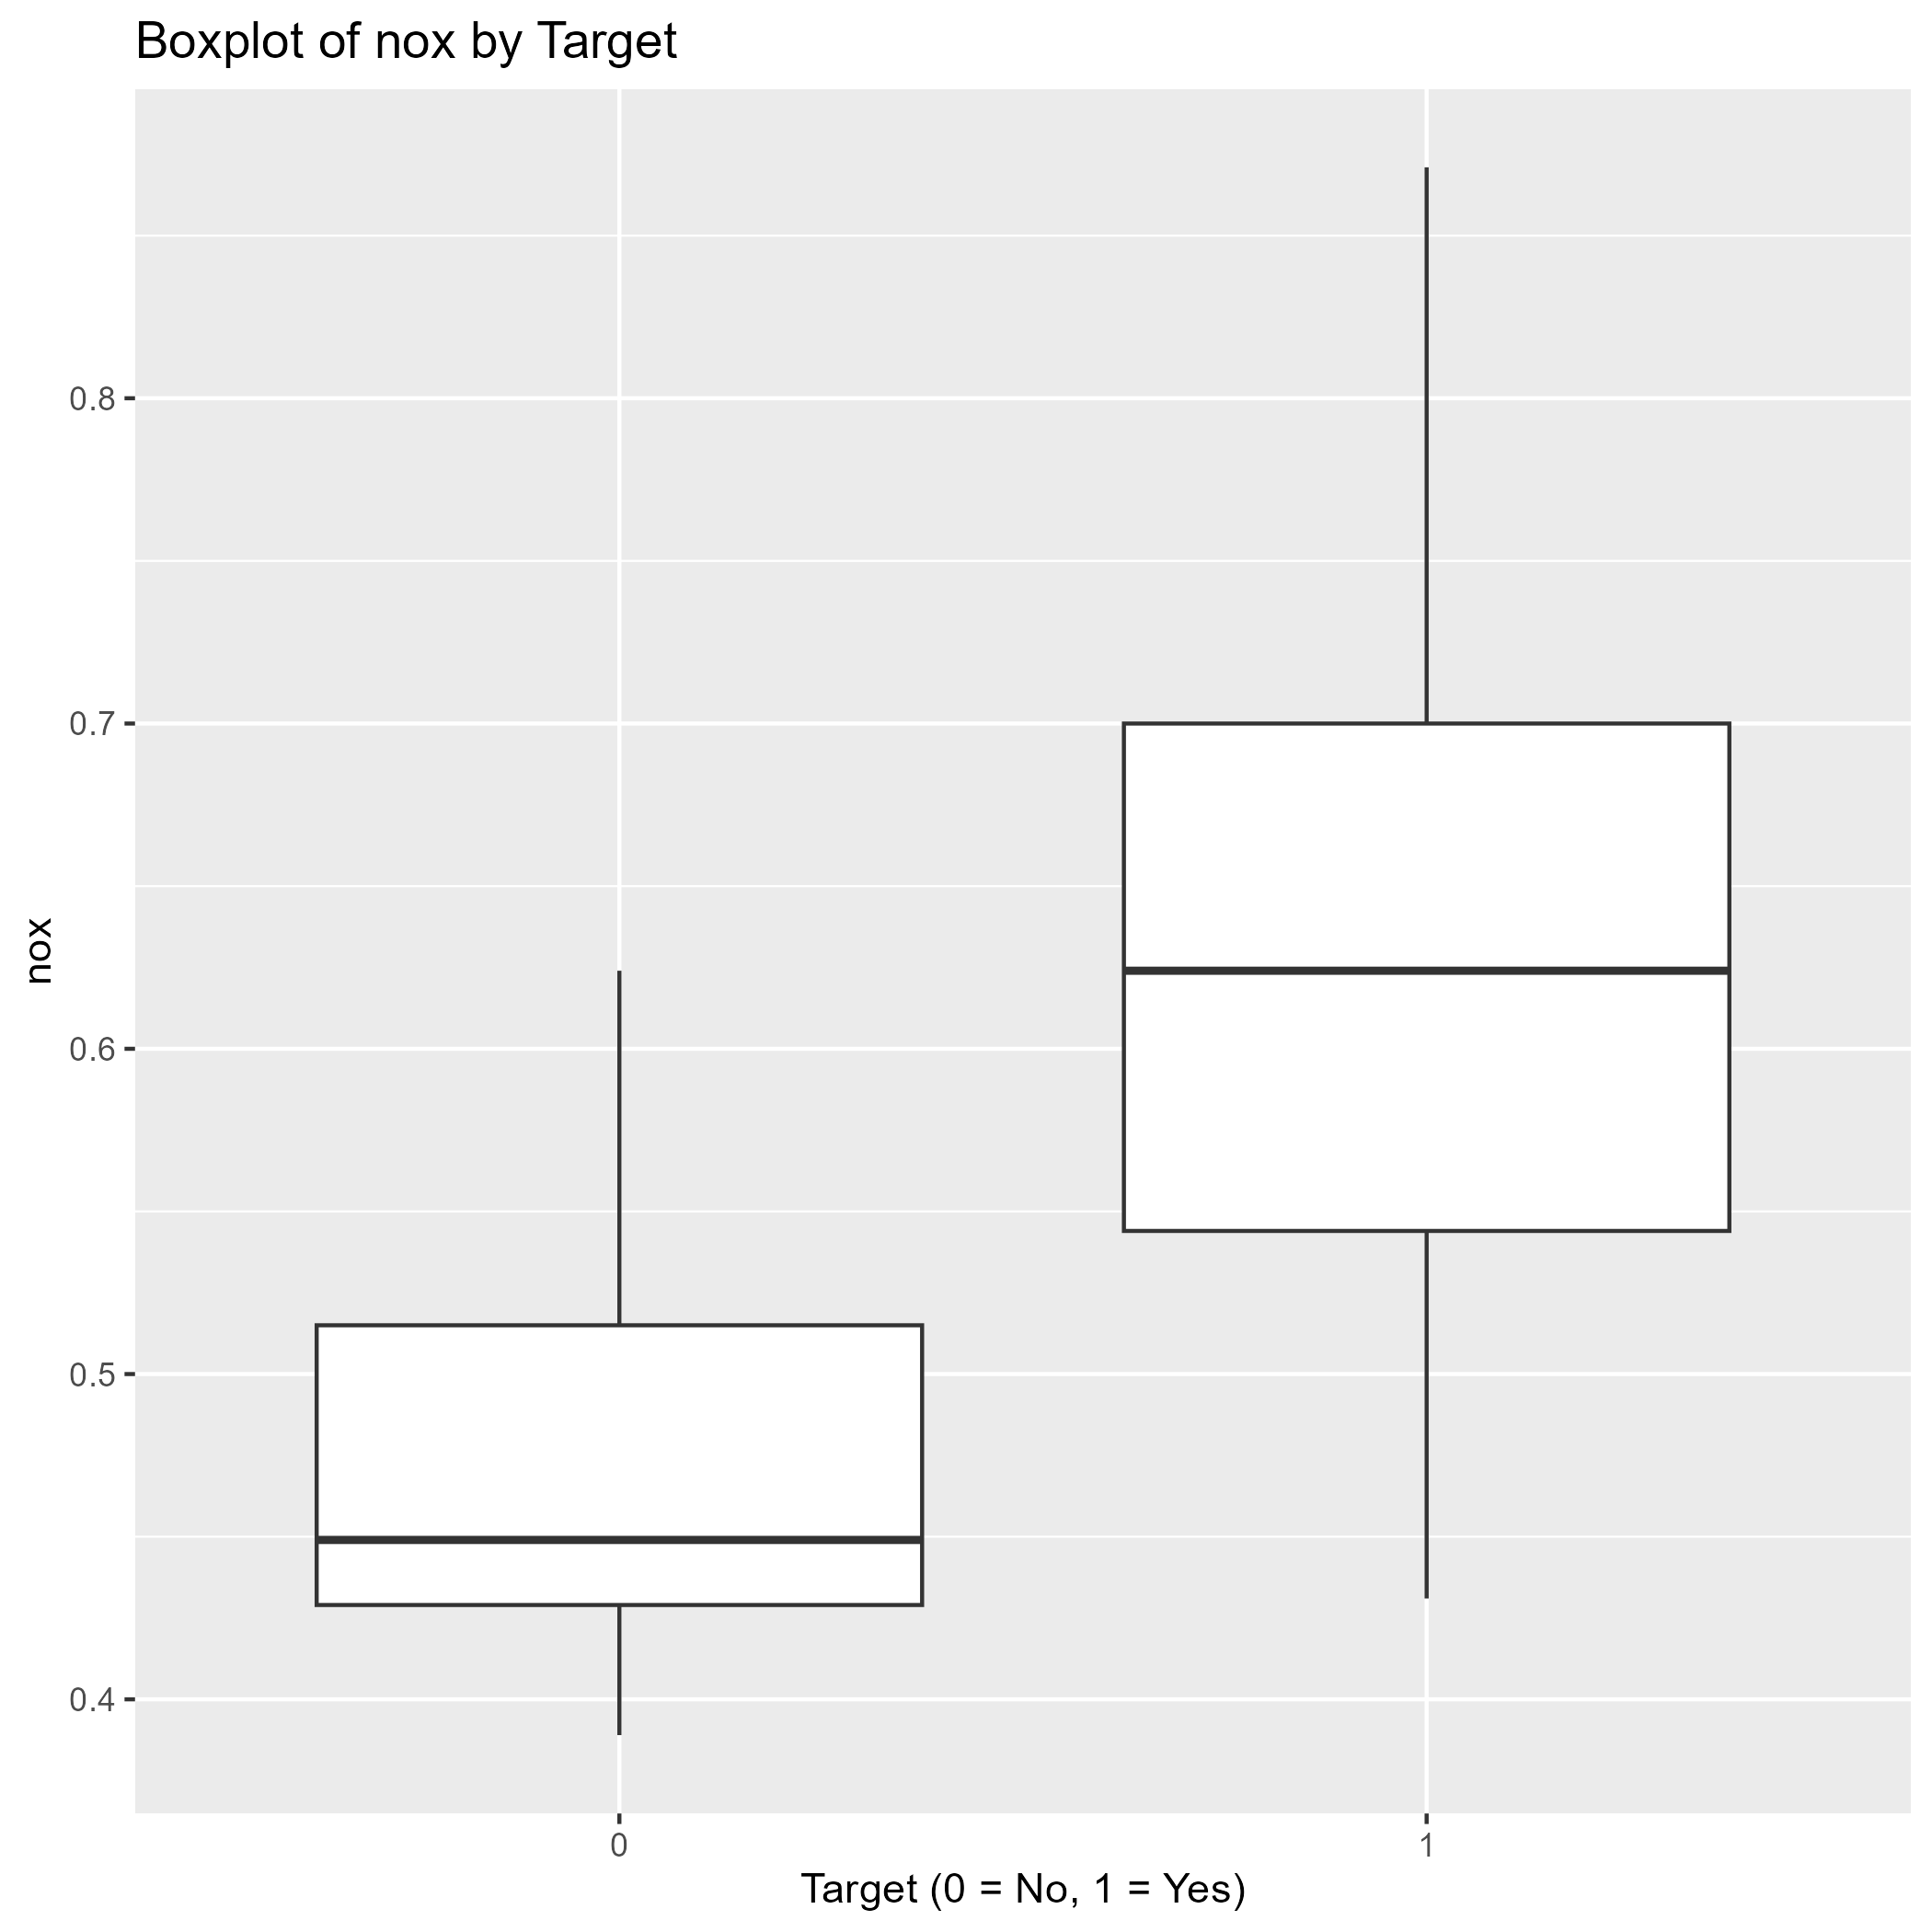 Boxplot of nox by Target
nox
0.8
0.7
0.6
0.5
0.4
0
1
Target (0 = No, 1 = Yes)